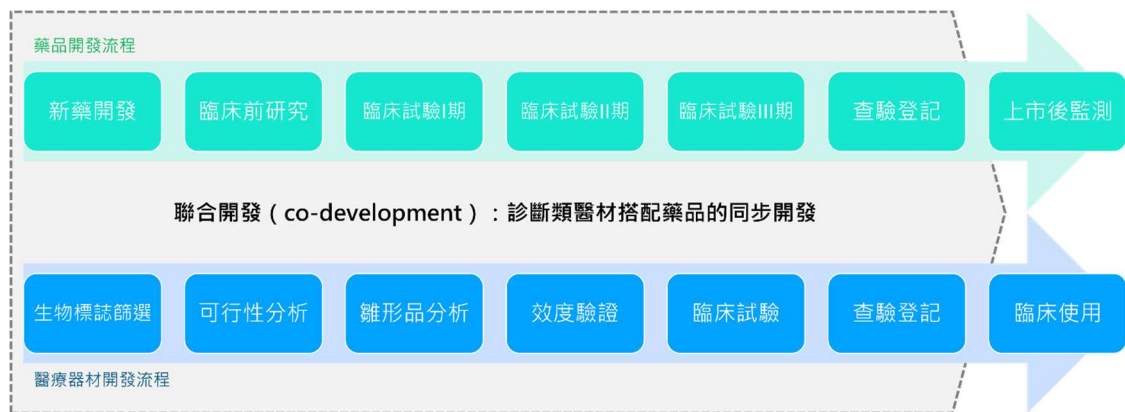 藥品開發流程
新藥開發 臨床前研究 臨床試驗I期 臨床試驗II期 臨床試驗III期 查驗登記 上市後監測
聯合開發（co-development）：診斷類醫材搭配藥品的同步開發
生物標誌篩選 可行性分析 雛形品分析 效度驗證 臨床試驗 查驗登記 臨床使用
醫療器材開發流程